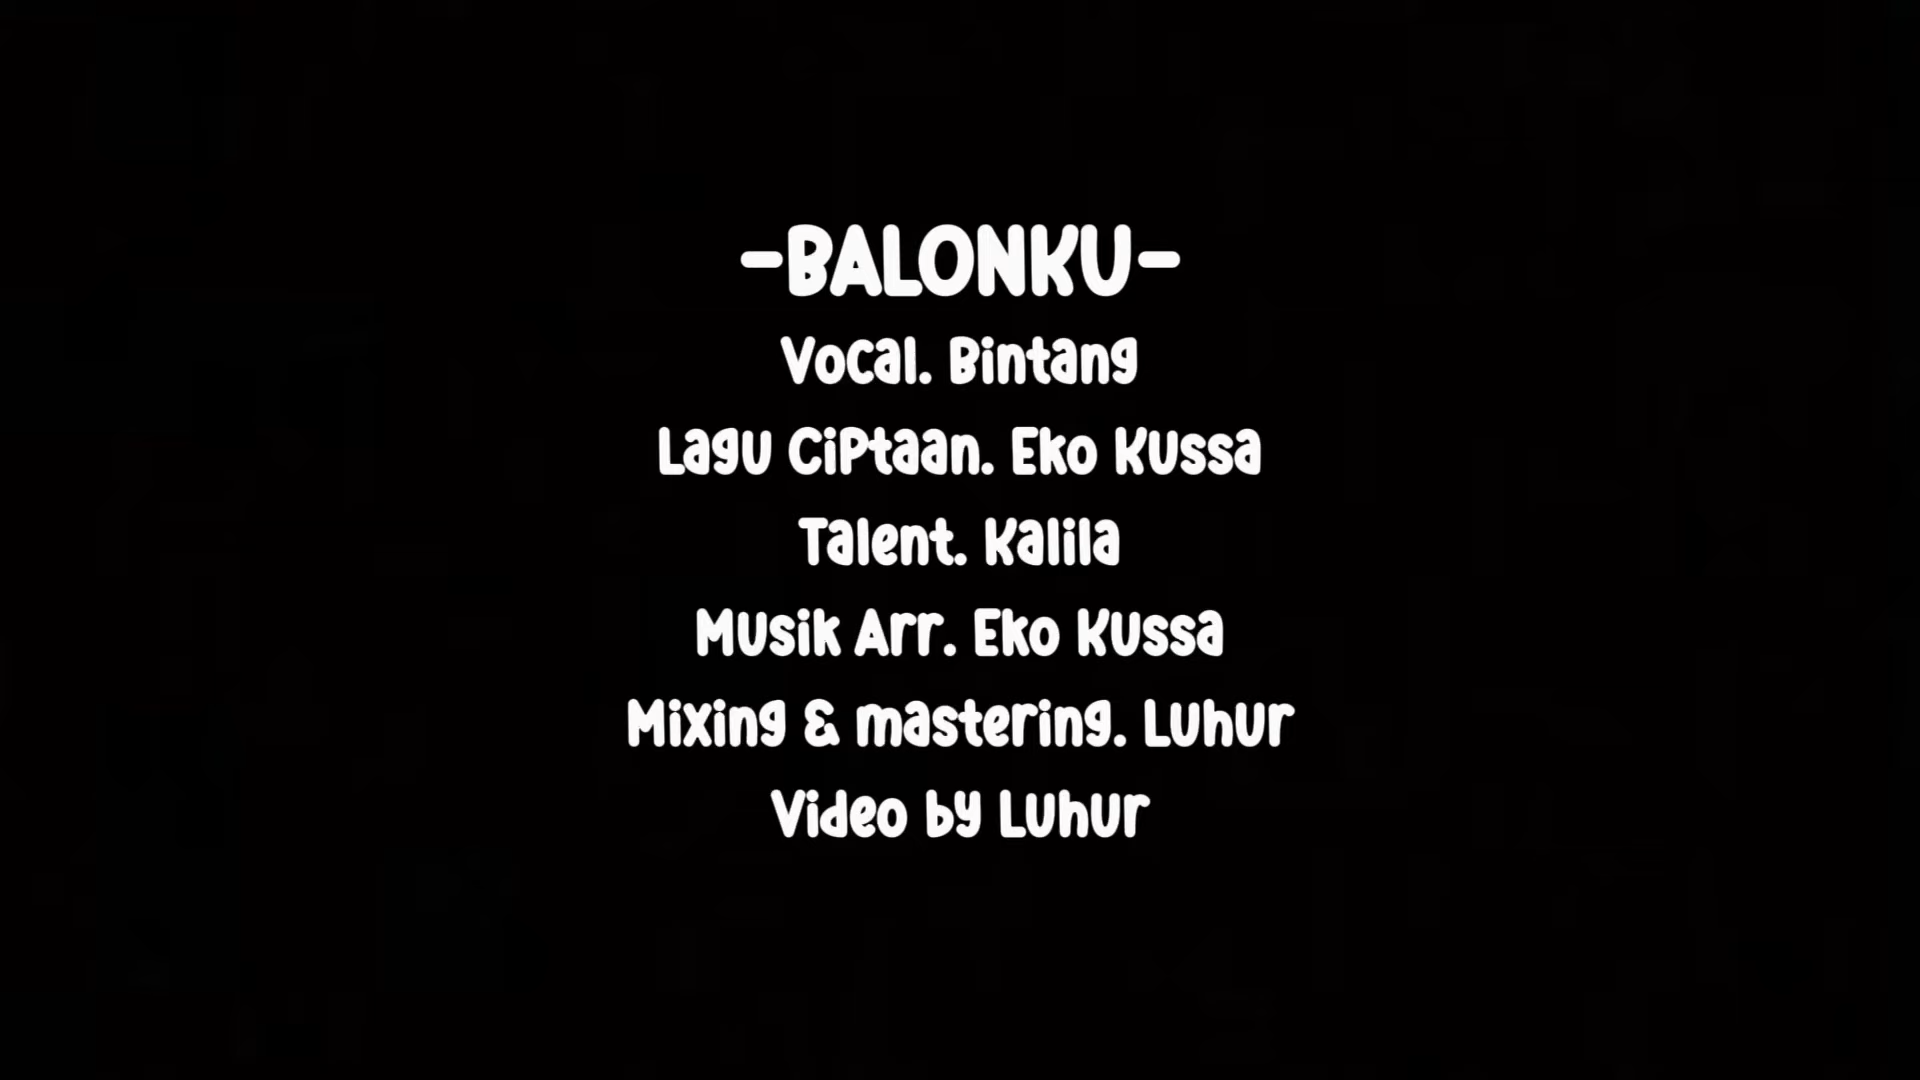 -BALONKU-
Vocal. Bintang
Lagu Ciptaan. Eko Kussa
Talent. Kalila
Musik Arr. Eko Kussa
Mixing & mastering. Luhur
Video by Luhur